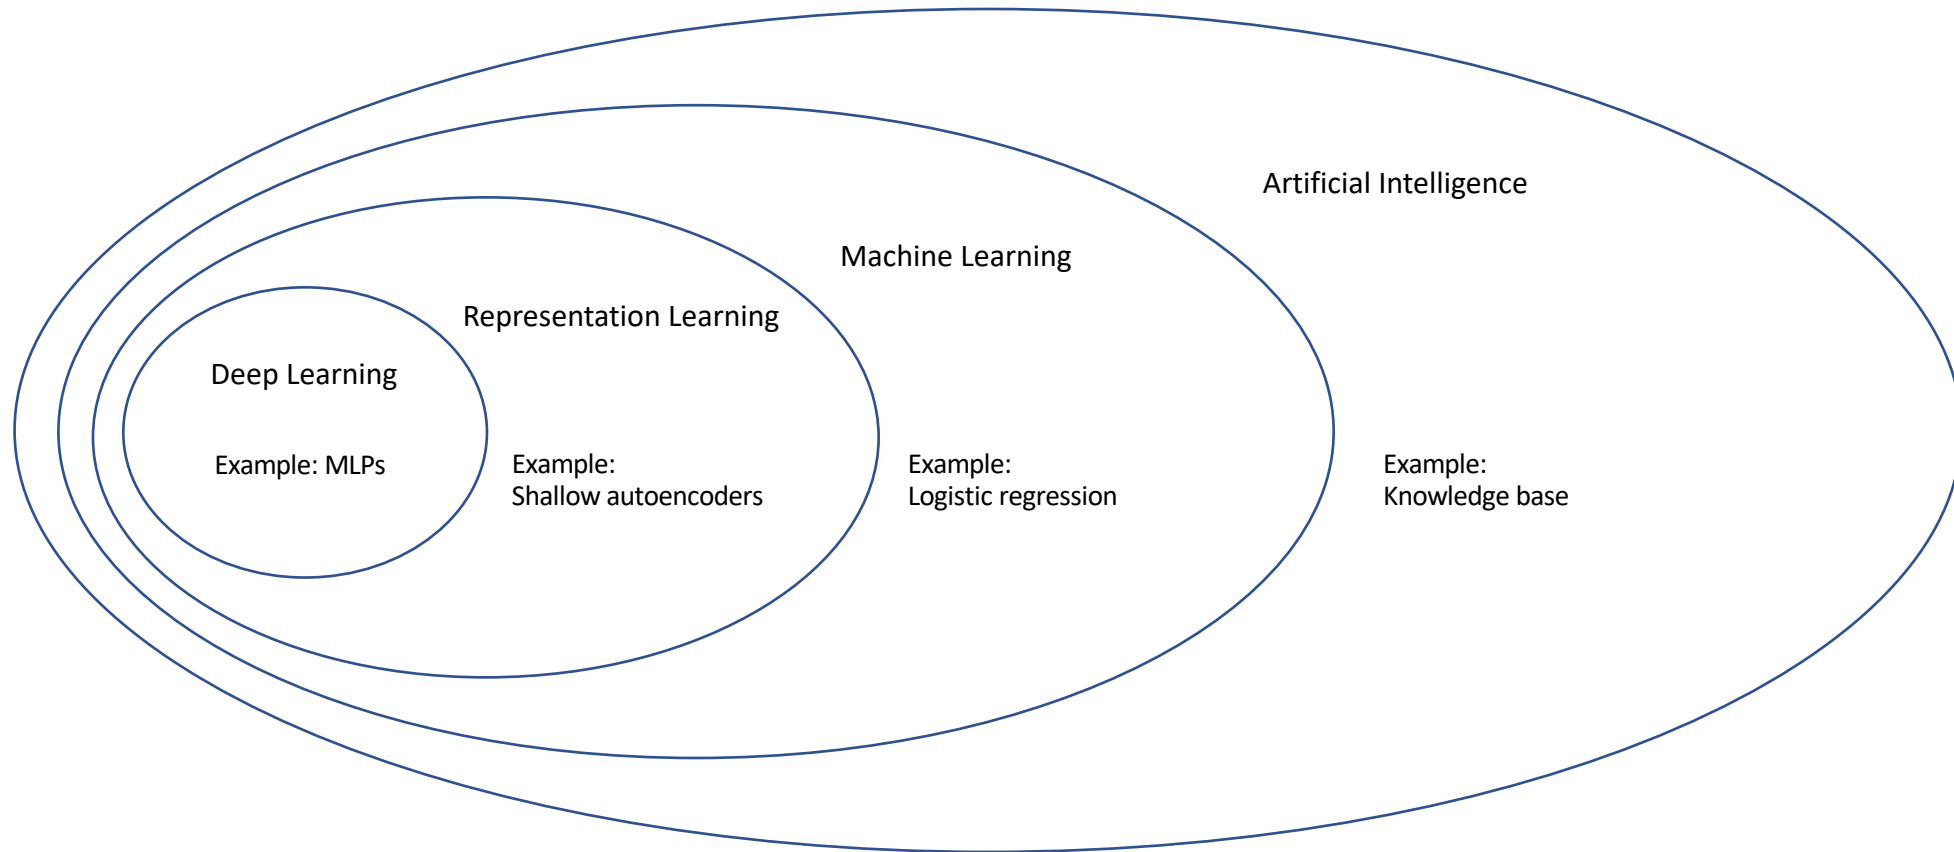 Artificial Intelligence
Machine Learning
Representation Learning
Deep Learning
Example: MLPs
Example:
Shallow autoencoders
Example:
Logistic regression
Example:
Knowledge base